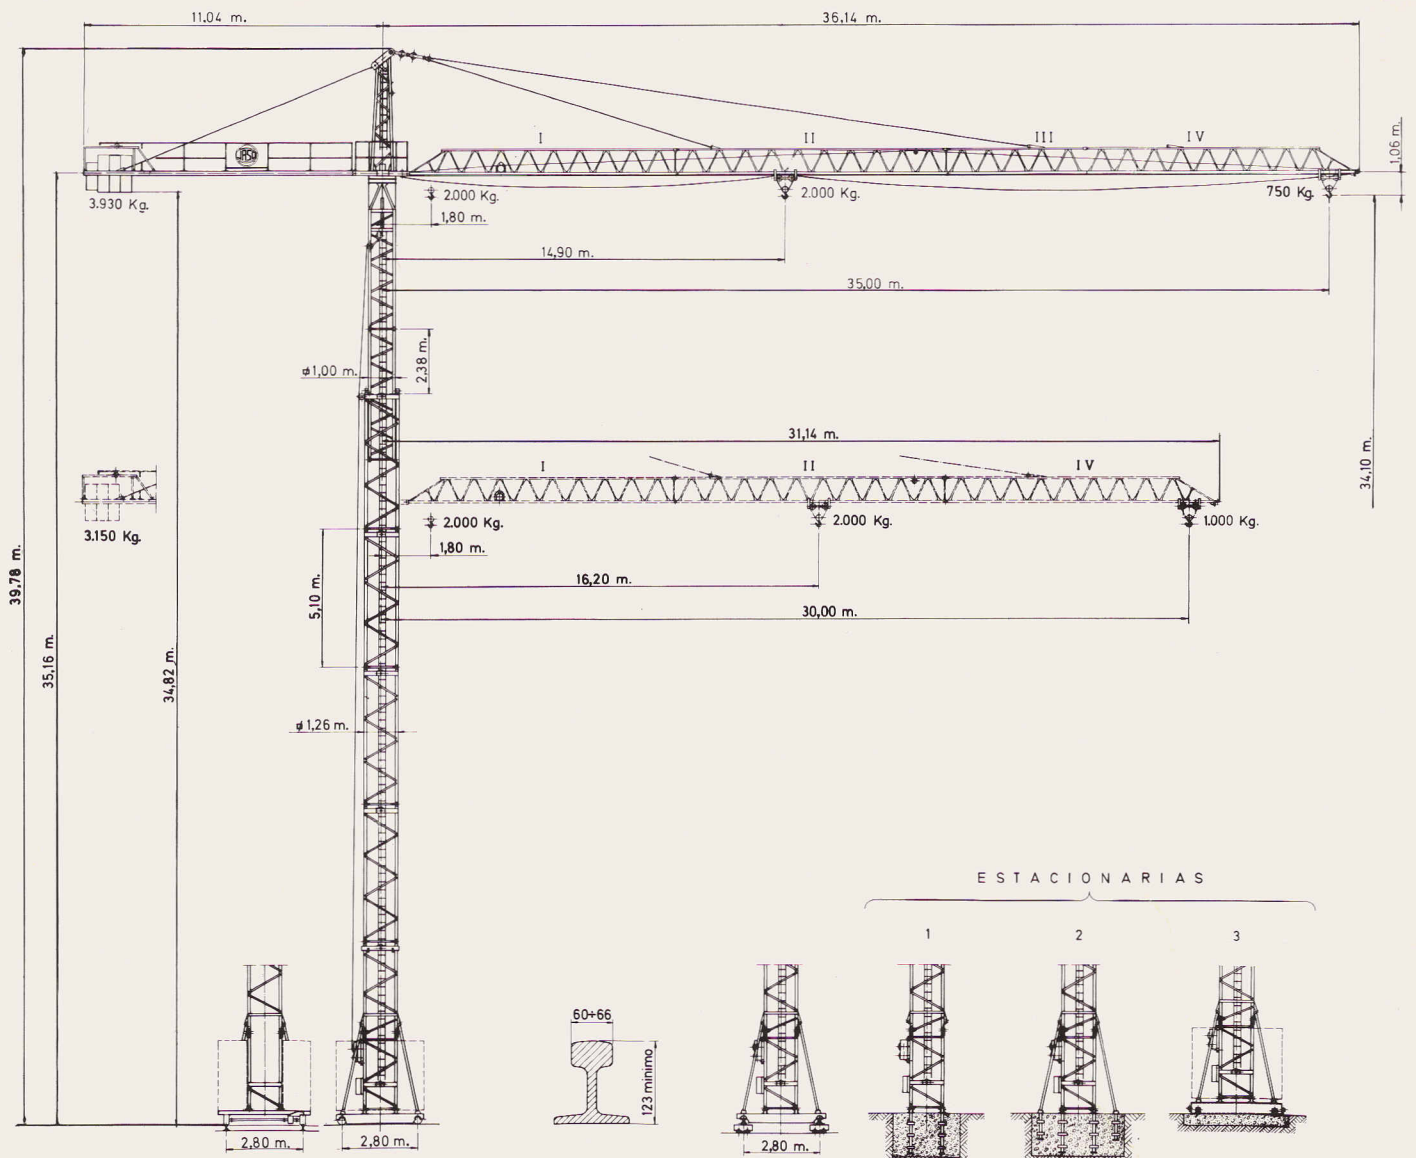 11,04 m.
36,14 m.
I
II
III
IV
JASO
1,06 m.
3.930 Kg.
2.000 Kg.
2.000 Kg.
750 Kg.
1,80 m.
14,90 m.
35,00 m.
2,38 m.
ø1,00 m.
31,14 m.
34,10 m.
I
II
IV
3.150 Kg.
2.000 Kg.
2.000 Kg.
1.000 Kg.
1,80 m.
16,20 m.
30,00 m.
5,10 m.
39,78 m.
35,16 m.
34,82 m.
ø1,26 m.
ESTACIONARIAS
1
2
3
60÷66
123 minimo
2,80 m.
2,80 m.
2,80 m.